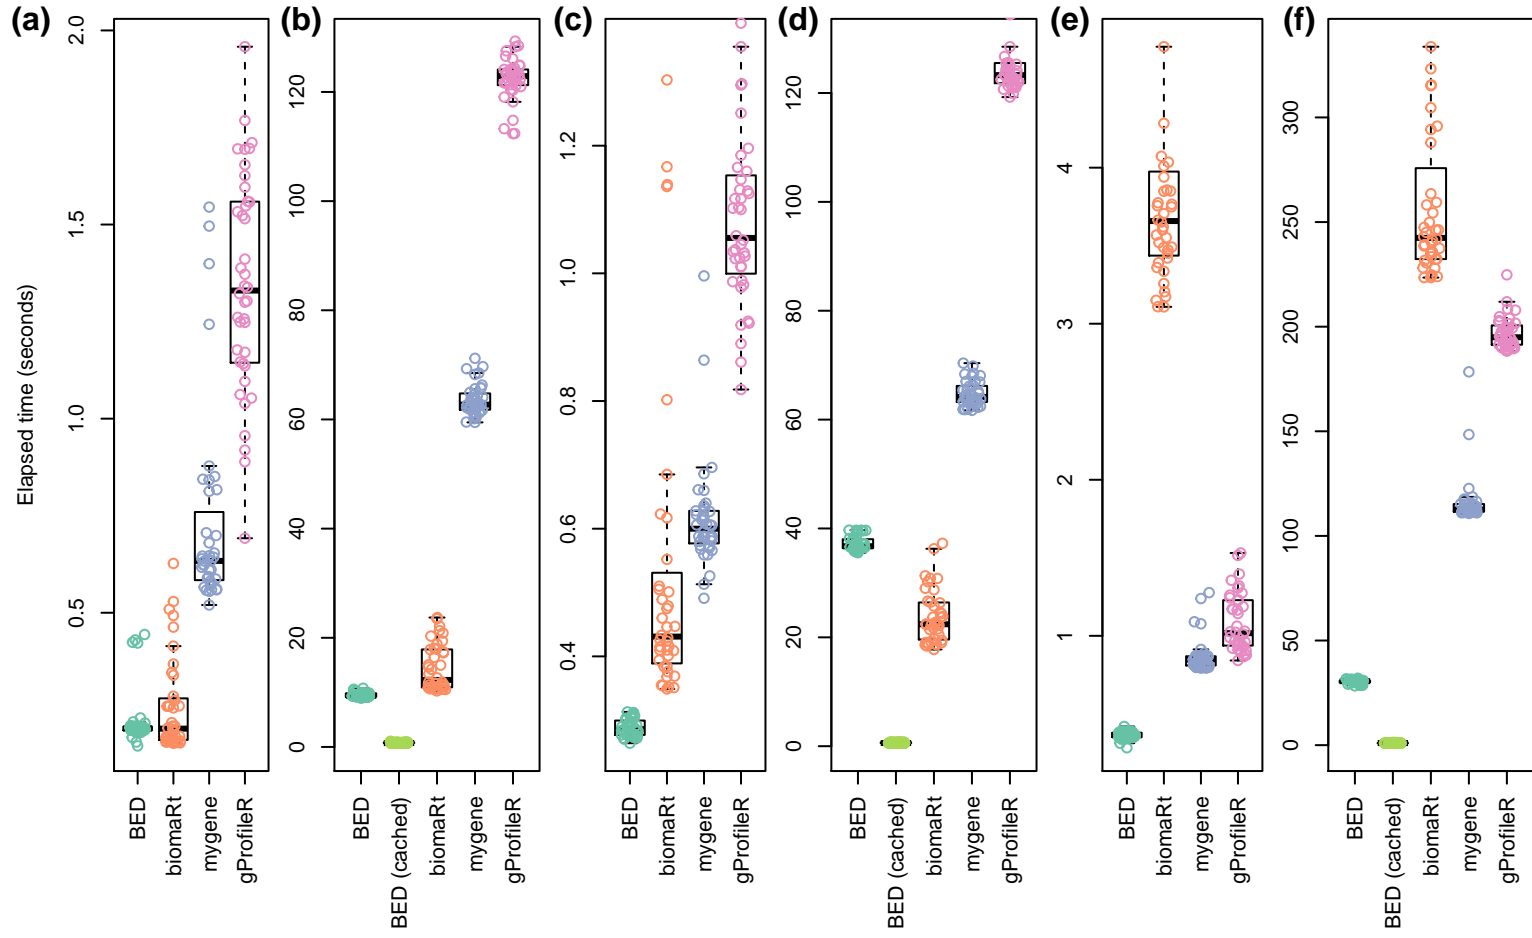 (a)
(b)
(c)
(d)
(e)
(f)
Elapsed time (seconds)
0.5
1.0
1.5
2.0
BED
biomaRt
mygene
gProfileR
0
20
40
60
80
100
120
BED
BED (cached)
biomaRt
mygene
gProfileR
0.4
0.6
0.8
1.0
1.2
BED
biomaRt
mygene
gProfileR
0
20
40
60
80
100
120
BED
BED (cached)
biomaRt
mygene
gProfileR
1
2
3
4
BED
biomaRt
mygene
gProfileR
0
50
100
150
200
250
300
BED
BED (cached)
biomaRt
mygene
gProfileR